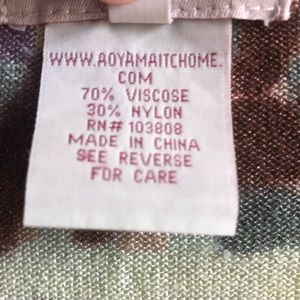 WWW.AOYAMAITCHOME.
COM
70% VISCOSE
30% NYLON
RN# 103808
MADE IN CHINA
SEE REVERSE
FOR CARE